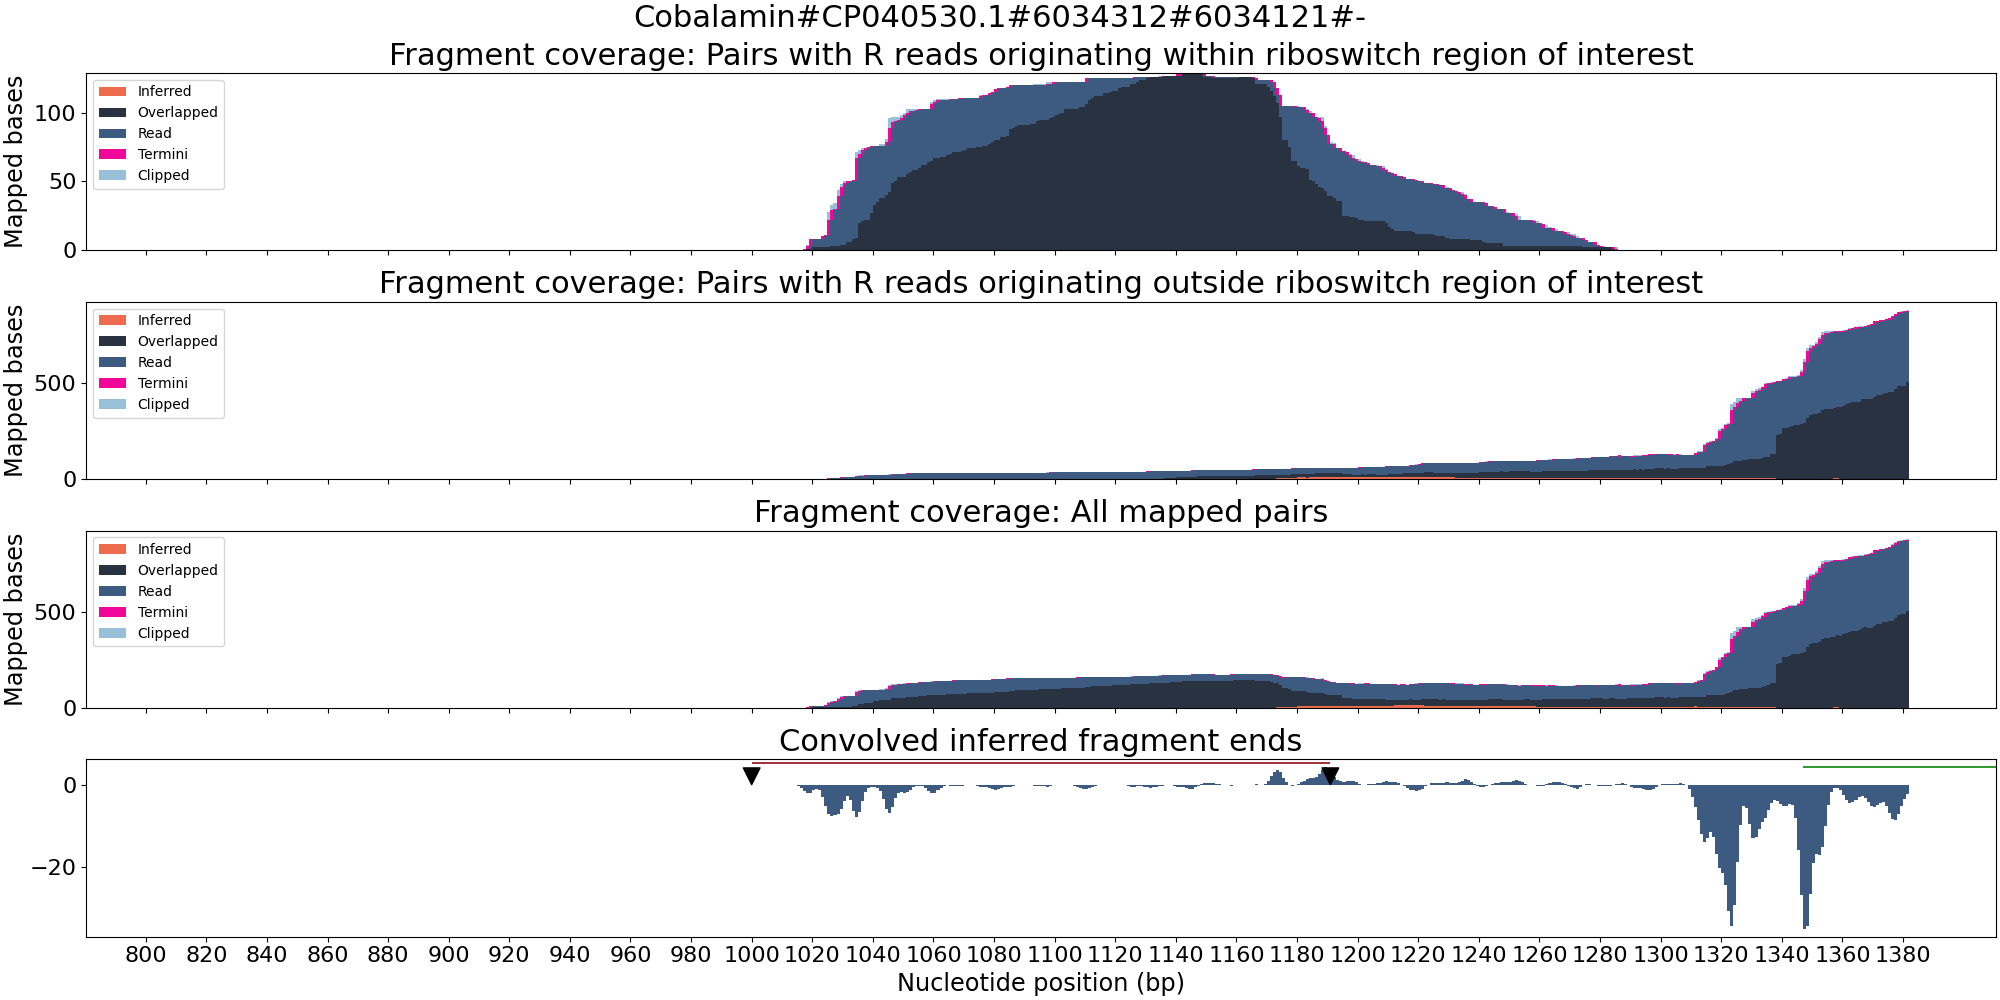 Cobalamin#CP040530.1#6034312#6034121#-
Fragment coverage: Pairs with R reads originating within riboswitch region of interest
Mapped bases
100
50
0
Inferred
Overlapped
Read
Termini
Clipped
Fragment coverage: Pairs with R reads originating outside riboswitch region of interest
Mapped bases
500
0
Inferred
Overlapped
Read
Termini
Clipped
Fragment coverage: All mapped pairs
Mapped bases
500
0
Inferred
Overlapped
Read
Termini
Clipped
Convolved inferred fragment ends
0
−20
800 820 840 860 880 900 920 940 960 980 1000 1020 1040 1060 1080 1100 1120 1140 1160 1180 1200 1220 1240 1260 1280 1300 1320 1340 1360 1380
Nucleotide position (bp)